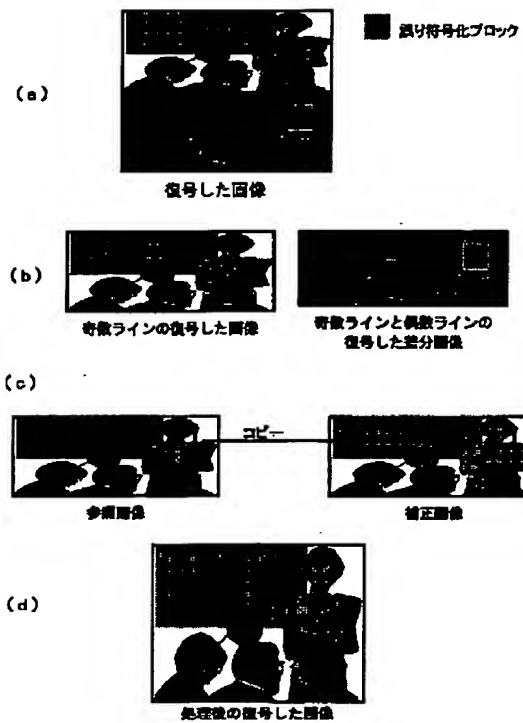 誤り符号化ブロック
(a)
復号した画像
(b)
奇数ラインの復号した画像
奇数ラインと偶数ラインの
復号した差分画像
(c)
コピー
参照画像
補正画像
(d)
処理後の復号した画像